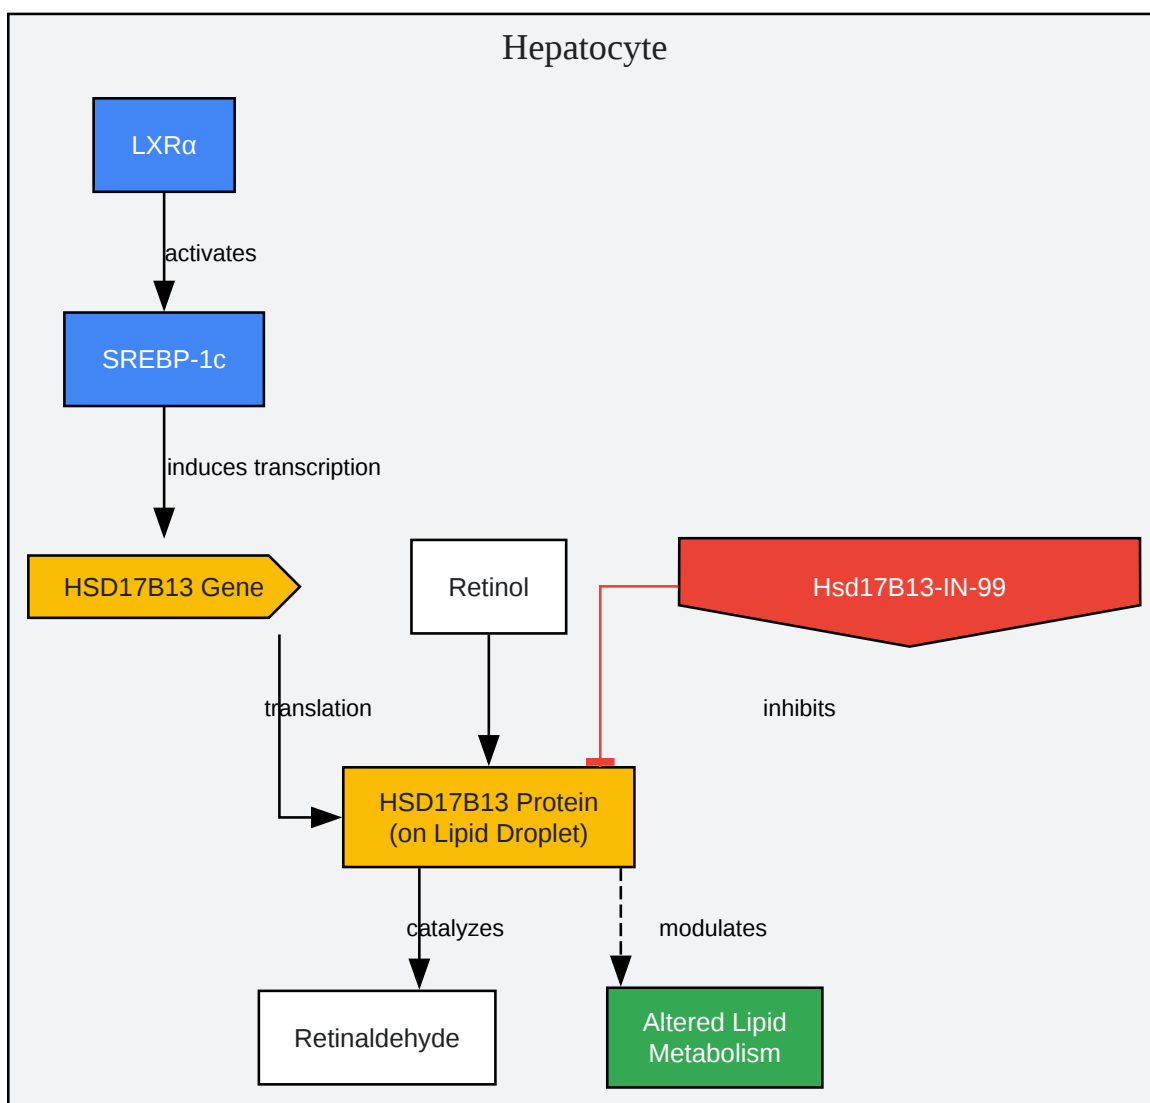 Hepatocyte
LXRα
activates
SREBP-1c
induces transcription
HSD17B13 Gene
Retinol
Hsd17B13-IN-99
translation
inhibits
HSD17B13 Protein
(on Lipid Droplet)
catalyzes
modulates
Retinaldehyde
Altered Lipid
Metabolism